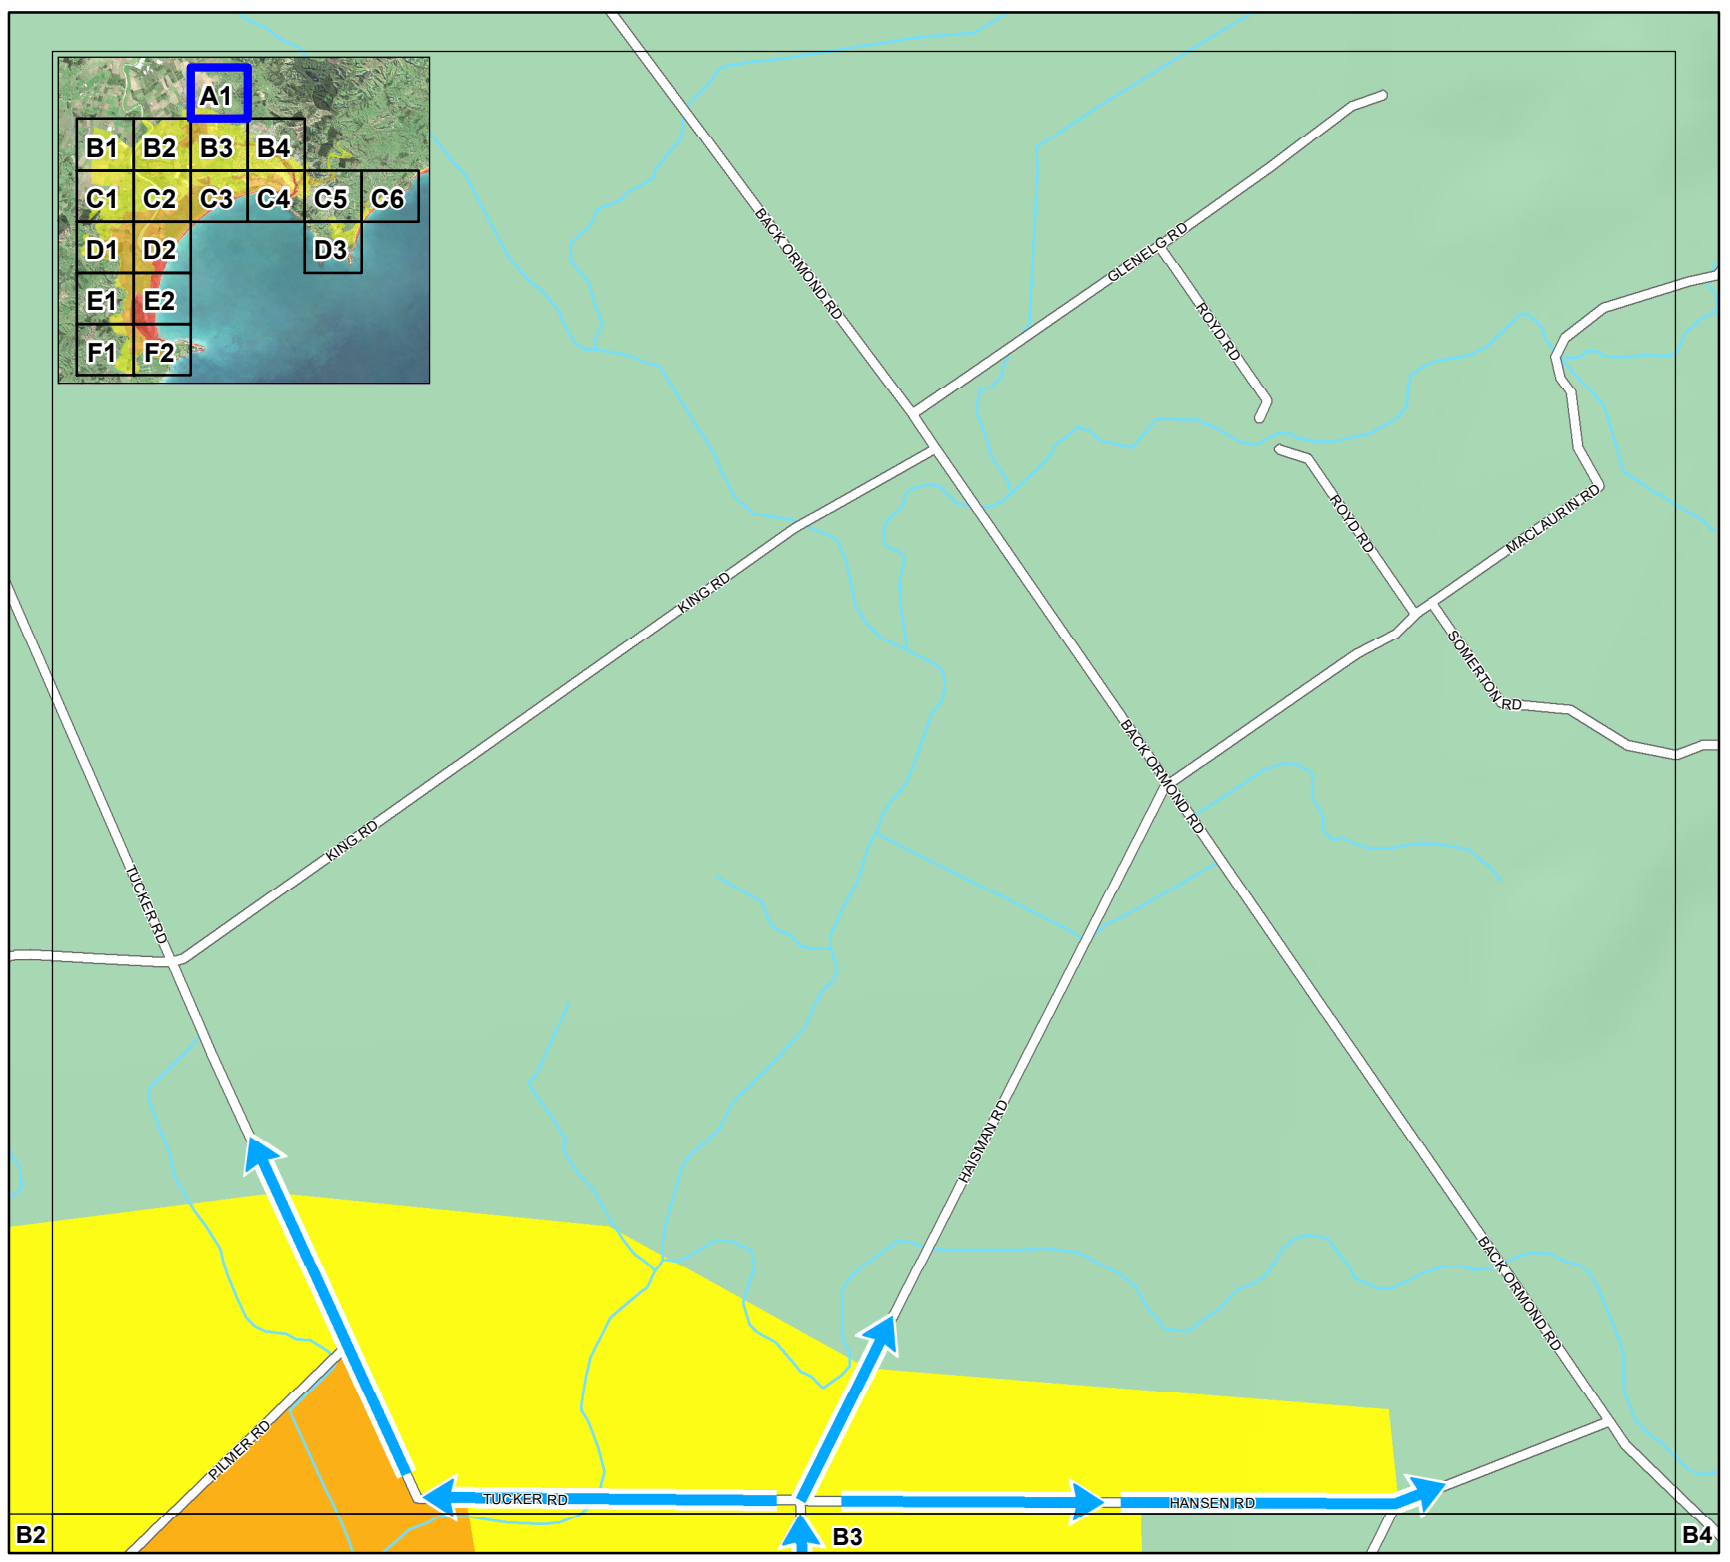 A1
B1 B2 B3 B4
C1 C2 C3 C4 C5 C6
D1 D2 D3
E1 E2
F1 F2
BACK ORMOND RD
GLENELG RD
ROYD RD
ROYD RD
MACLAURIN RD
KING RD
SOMERTON RD
BACK ORMOND RD
KING RD
TUCKER RD
HAISMAN RD
BACK ORMOND RD
PILMER RD
TUCKER RD
HANSEN RD
B2
B3
B4